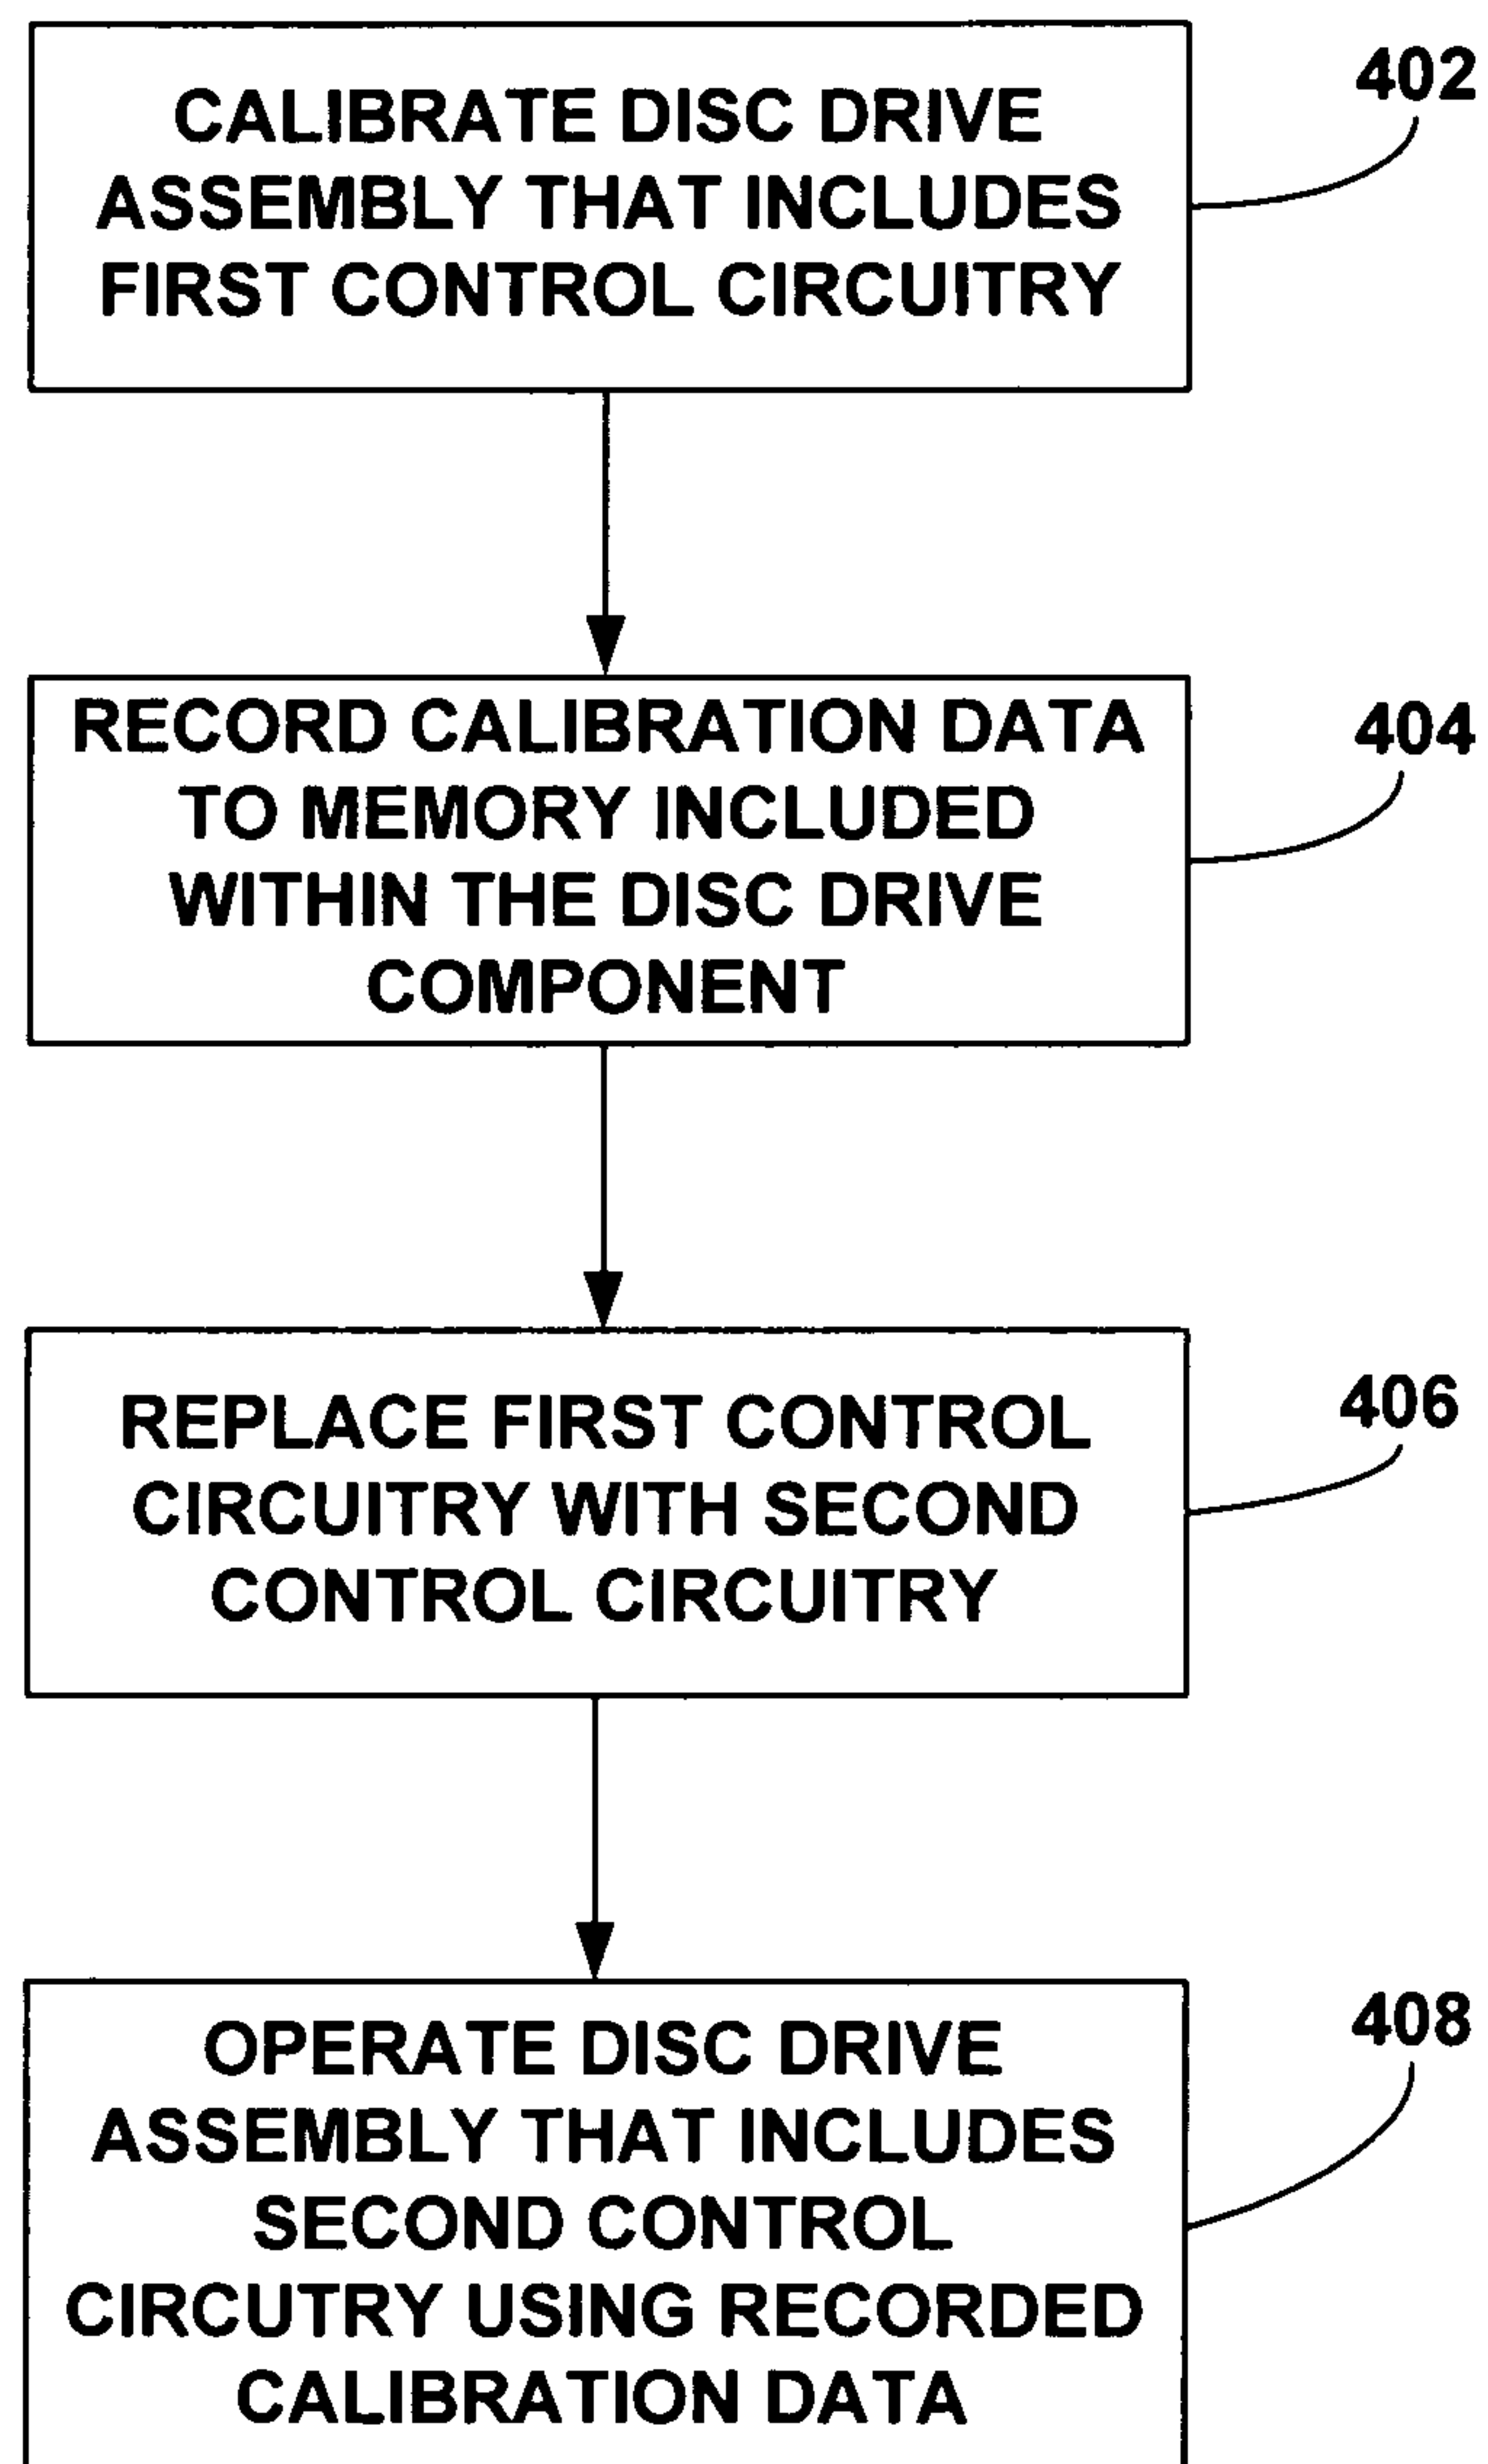 CALIBRATE DISC DRIVE
ASSEMBLY THAT INCLUDES
FIRST CONTROL CIRCUITRY
402
RECORD CALIBRATION DATA
TO MEMORY INCLUDED
WITHIN THE DISC DRIVE
COMPONENT
404
REPLACE FIRST CONTROL
CIRCUITRY WITH SECOND
CONTROL CIRCUITRY
406
OPERATE DISC DRIVE
ASSEMBLY THAT INCLUDES
SECOND CONTROL
CIRCUTRY USING RECORDED
CALIBRATION DATA
408